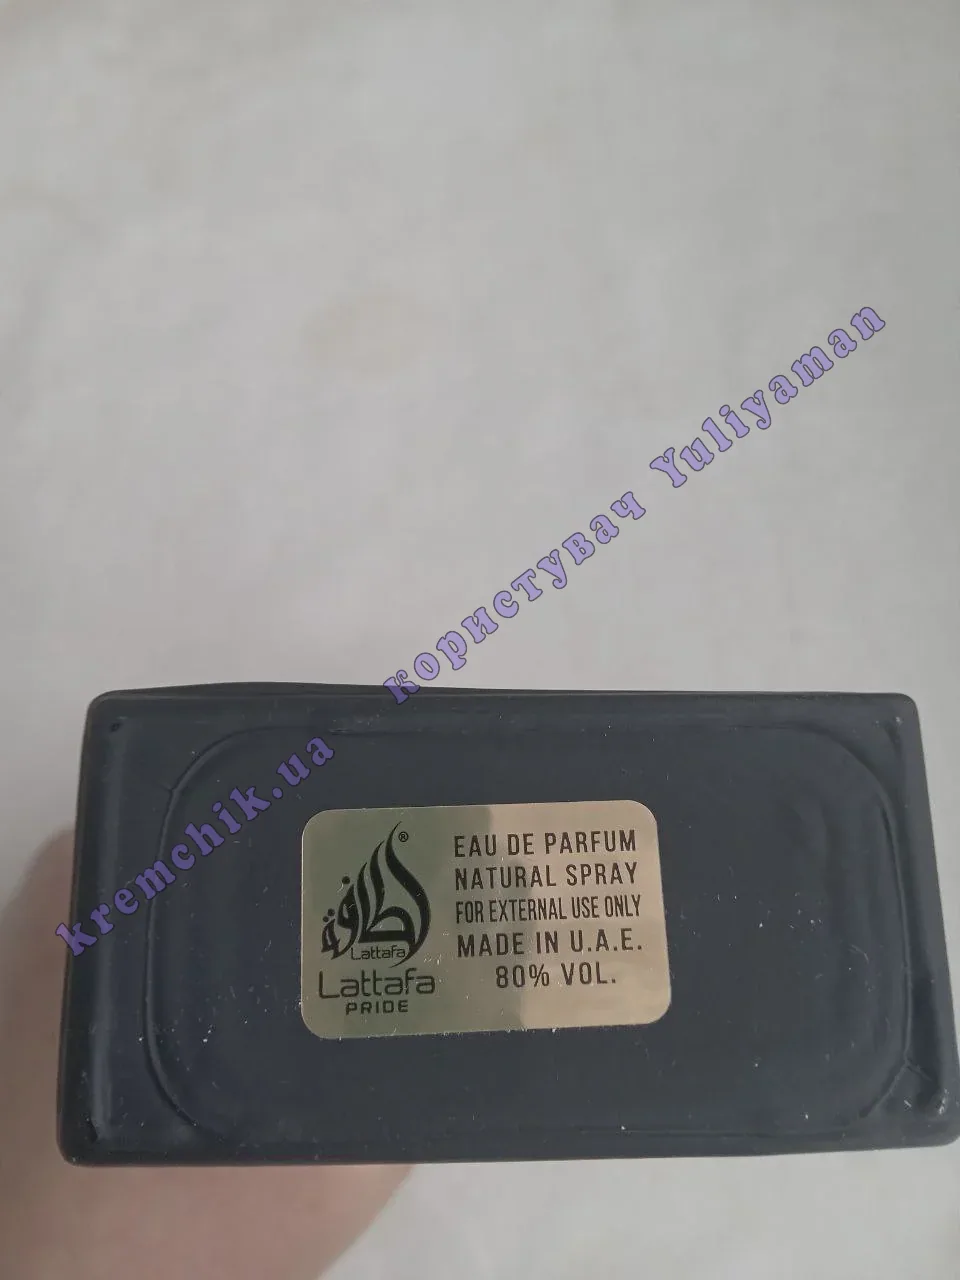 kremchik.ua користувач Yuliyaman
لطافة
®
Lattafa
Lattafa
PRIDE
EAU DE PARFUM
NATURAL SPRAY
FOR EXTERNAL USE ONLY
MADE IN U.A.E.
80% VOL.